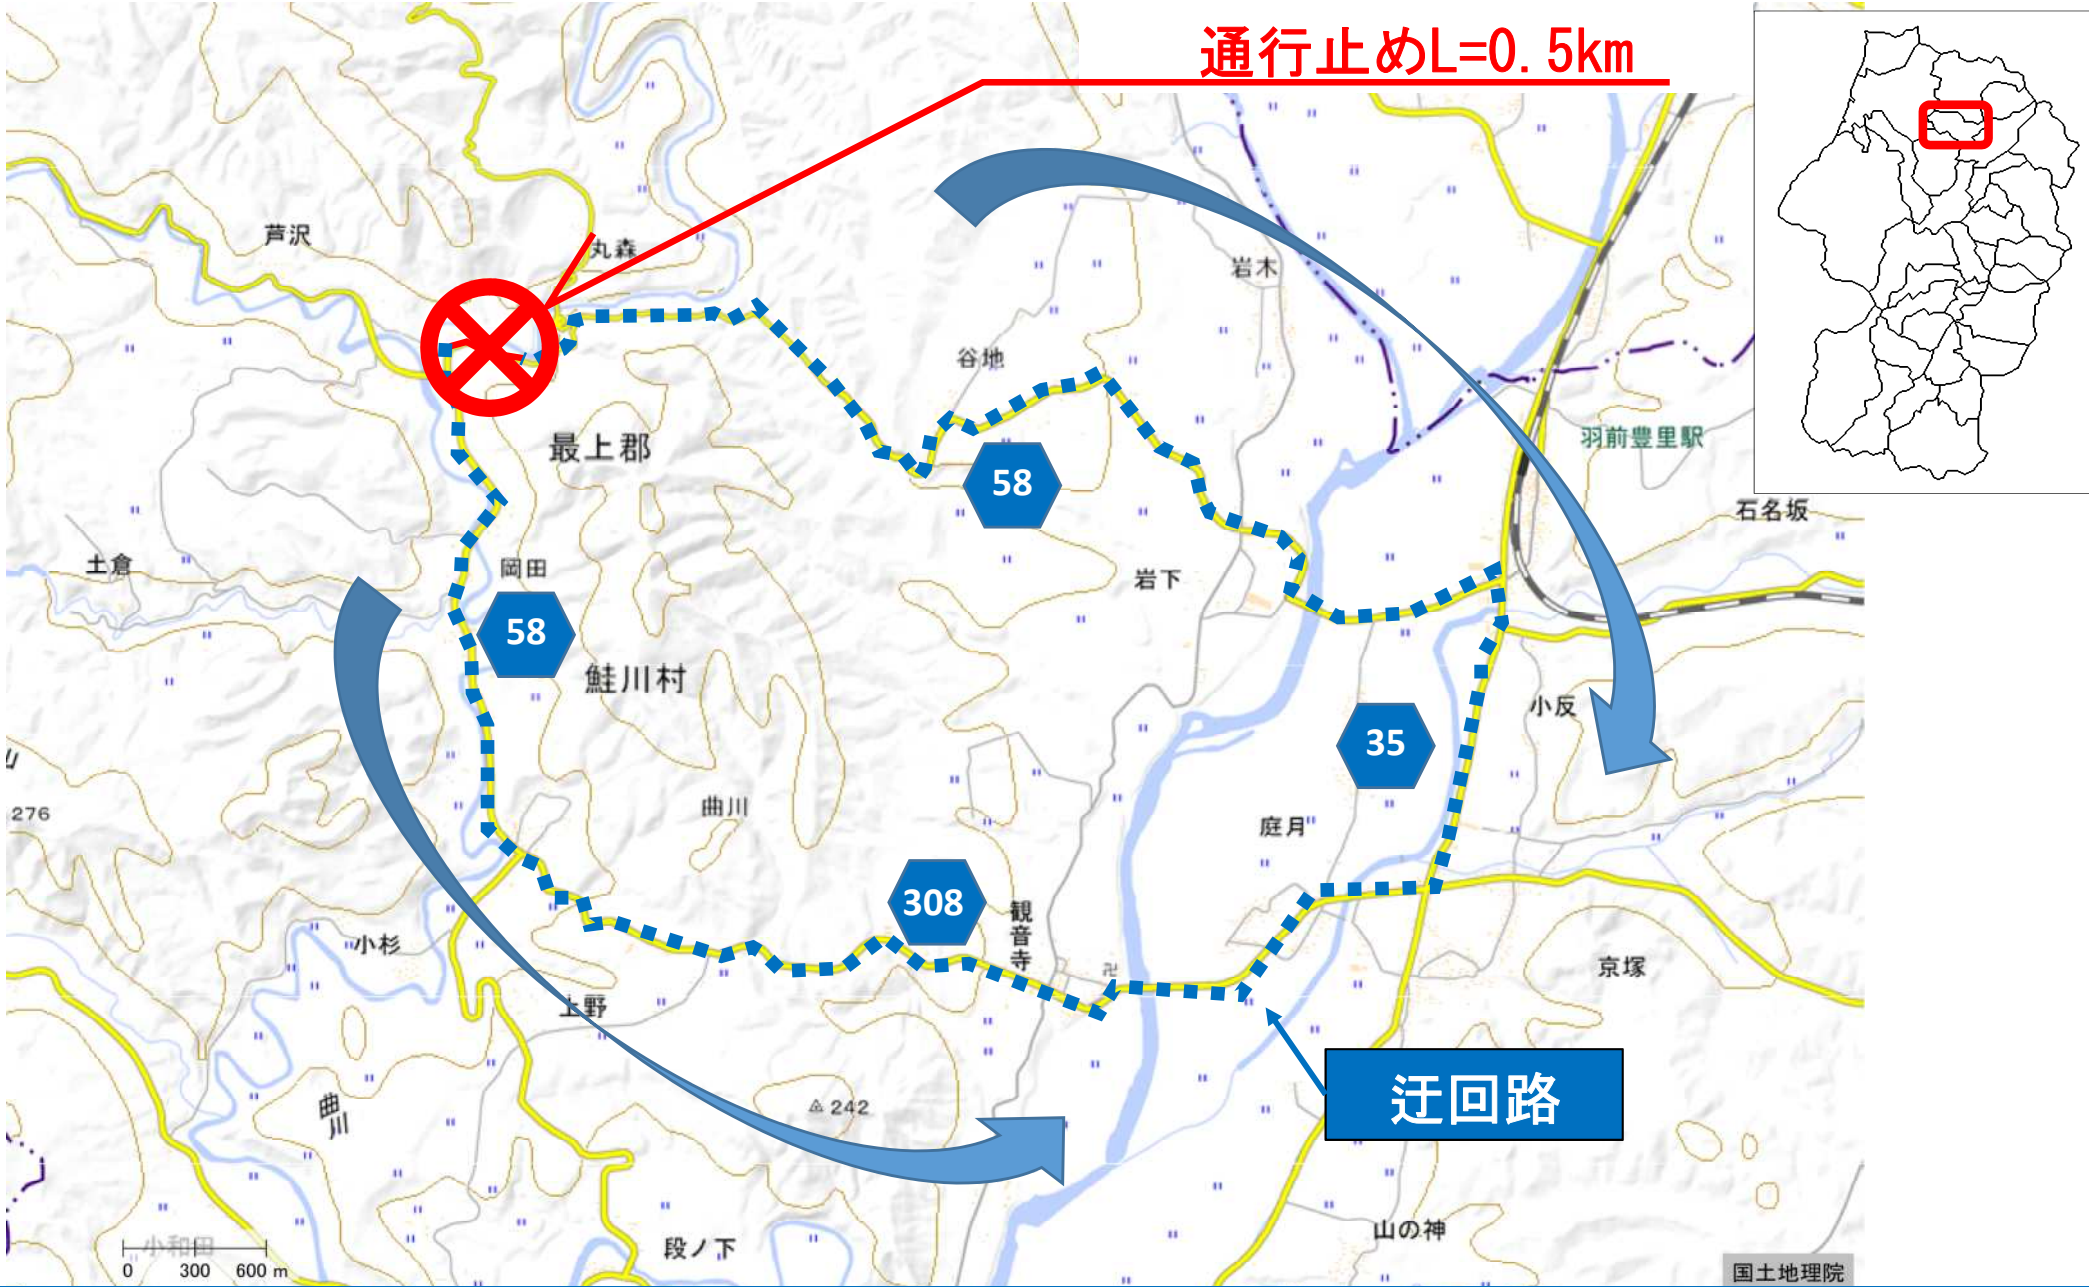 通行止めL=0.5km
芦沢
丸森
岩木
谷地
羽前豊里駅
最上郡
58
石名坂
土倉
岡田
岩下
58
鮭川村
小反
35
276
曲川
庭月
308
観音寺
小杉
京塚
上野
迂回路
242
曲川
山の神
小和田
段ノ下
0 300 600 m
国土地理院